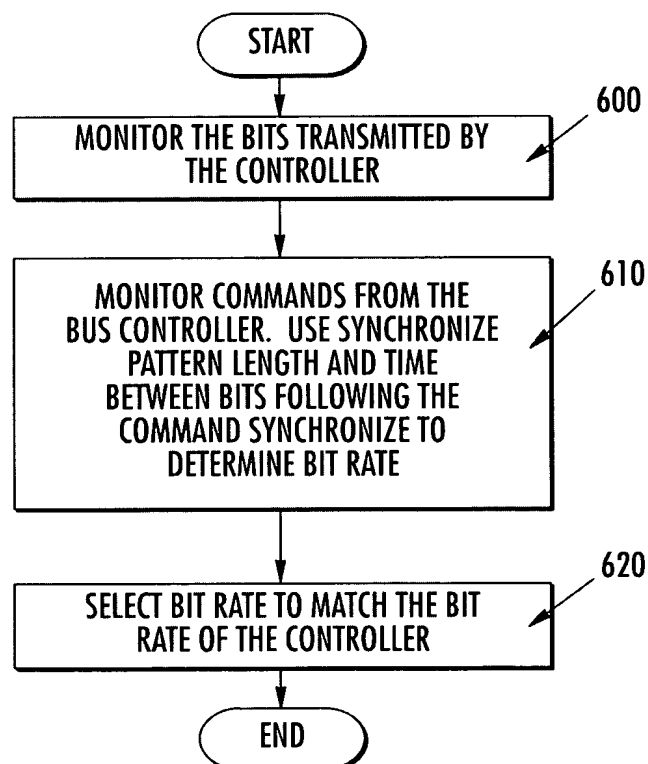 START
600
MONITOR THE BITS TRANSMITTED BY
THE CONTROLLER
610
MONITOR COMMANDS FROM THE
BUS CONTROLLER. USE SYNCHRONIZE
PATTERN LENGTH AND TIME
BETWEEN BITS FOLLOWING THE
COMMAND SYNCHRONIZE TO
DETERMINE BIT RATE
620
SELECT BIT RATE TO MATCH THE BIT
RATE OF THE CONTROLLER
END